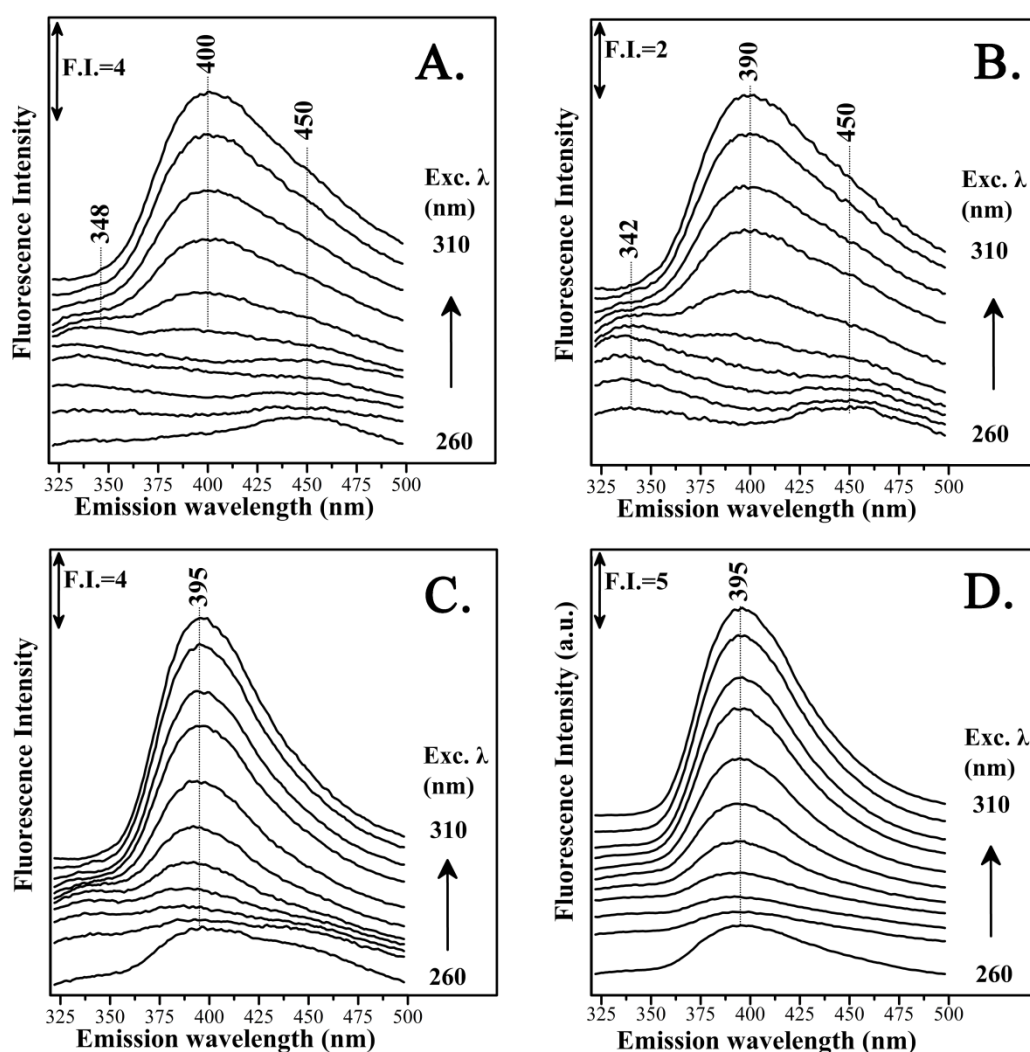 F.I.=4
A.
400
450
348
Exc. λ
(nm)
310
260
Fluorescence Intensity
325 350 375 400 425 450 475 500
Emission wavelength (nm)
F.I.=2
B.
390
450
342
Exc. λ
(nm)
310
260
Fluorescence Intensity
325 350 375 400 425 450 475 500
Emission wavelength (nm)
F.I.=4
C.
395
Exc. λ
(nm)
310
260
Fluorescence Intensity
325 350 375 400 425 450 475 500
Emission wavelength (nm)
F.I.=5
D.
395
Exc. λ
(nm)
310
260
Fluorescence Intensity (a.u.)
325 350 375 400 425 450 475 500
Emission wavelength (nm)